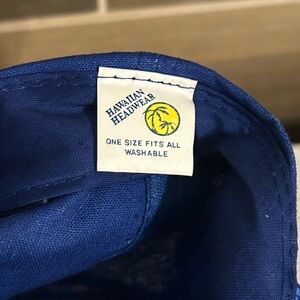 HAWAIIAN
HEADWEAR
ONE SIZE FITS ALL
WASHABLE